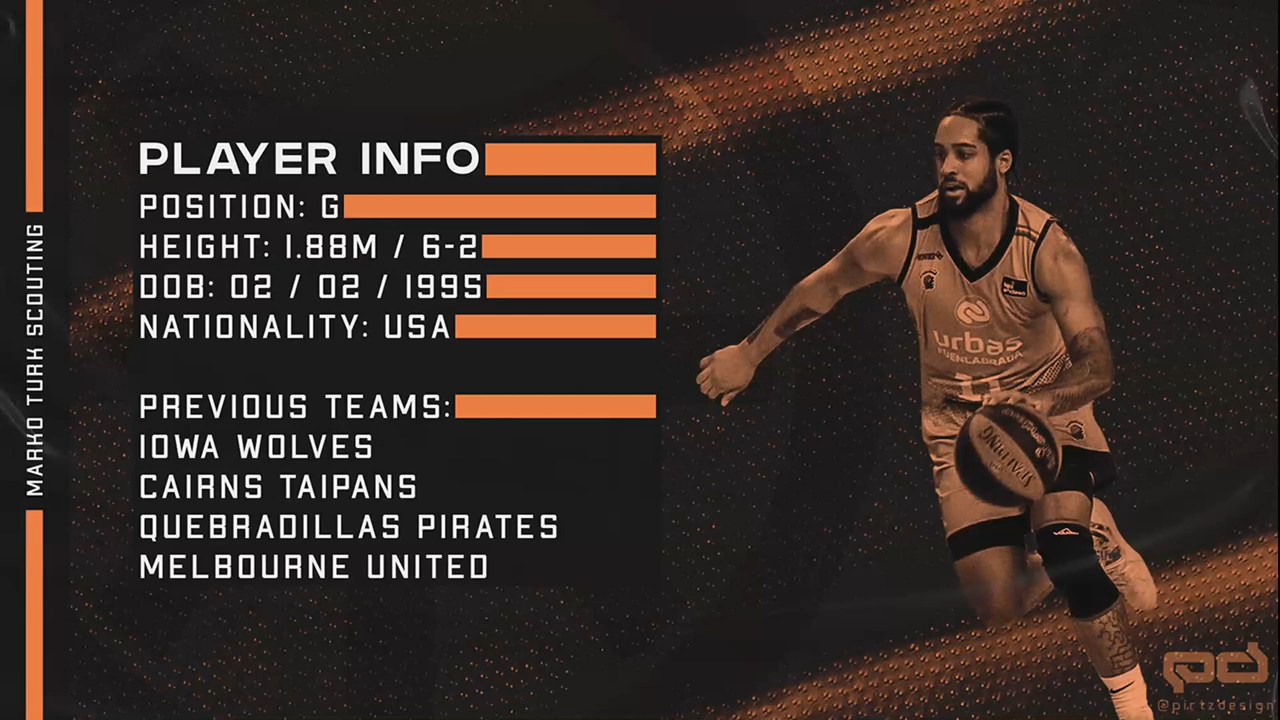 PLAYER INFO
POSITION: G
HEIGHT: 1.88M / 6-2
DOB: 02 / 02 / 1995
NATIONALITY: USA
PREVIOUS TEAMS:
IOWA WOLVES
CAIRNS TAIPANS
QUEBRADILLAS PIRATES
MELBOURNE UNITED
MARKO TURK SCOUTING
urbas
FUENLABRADA
SPALDING
pd
@pirtzdesign